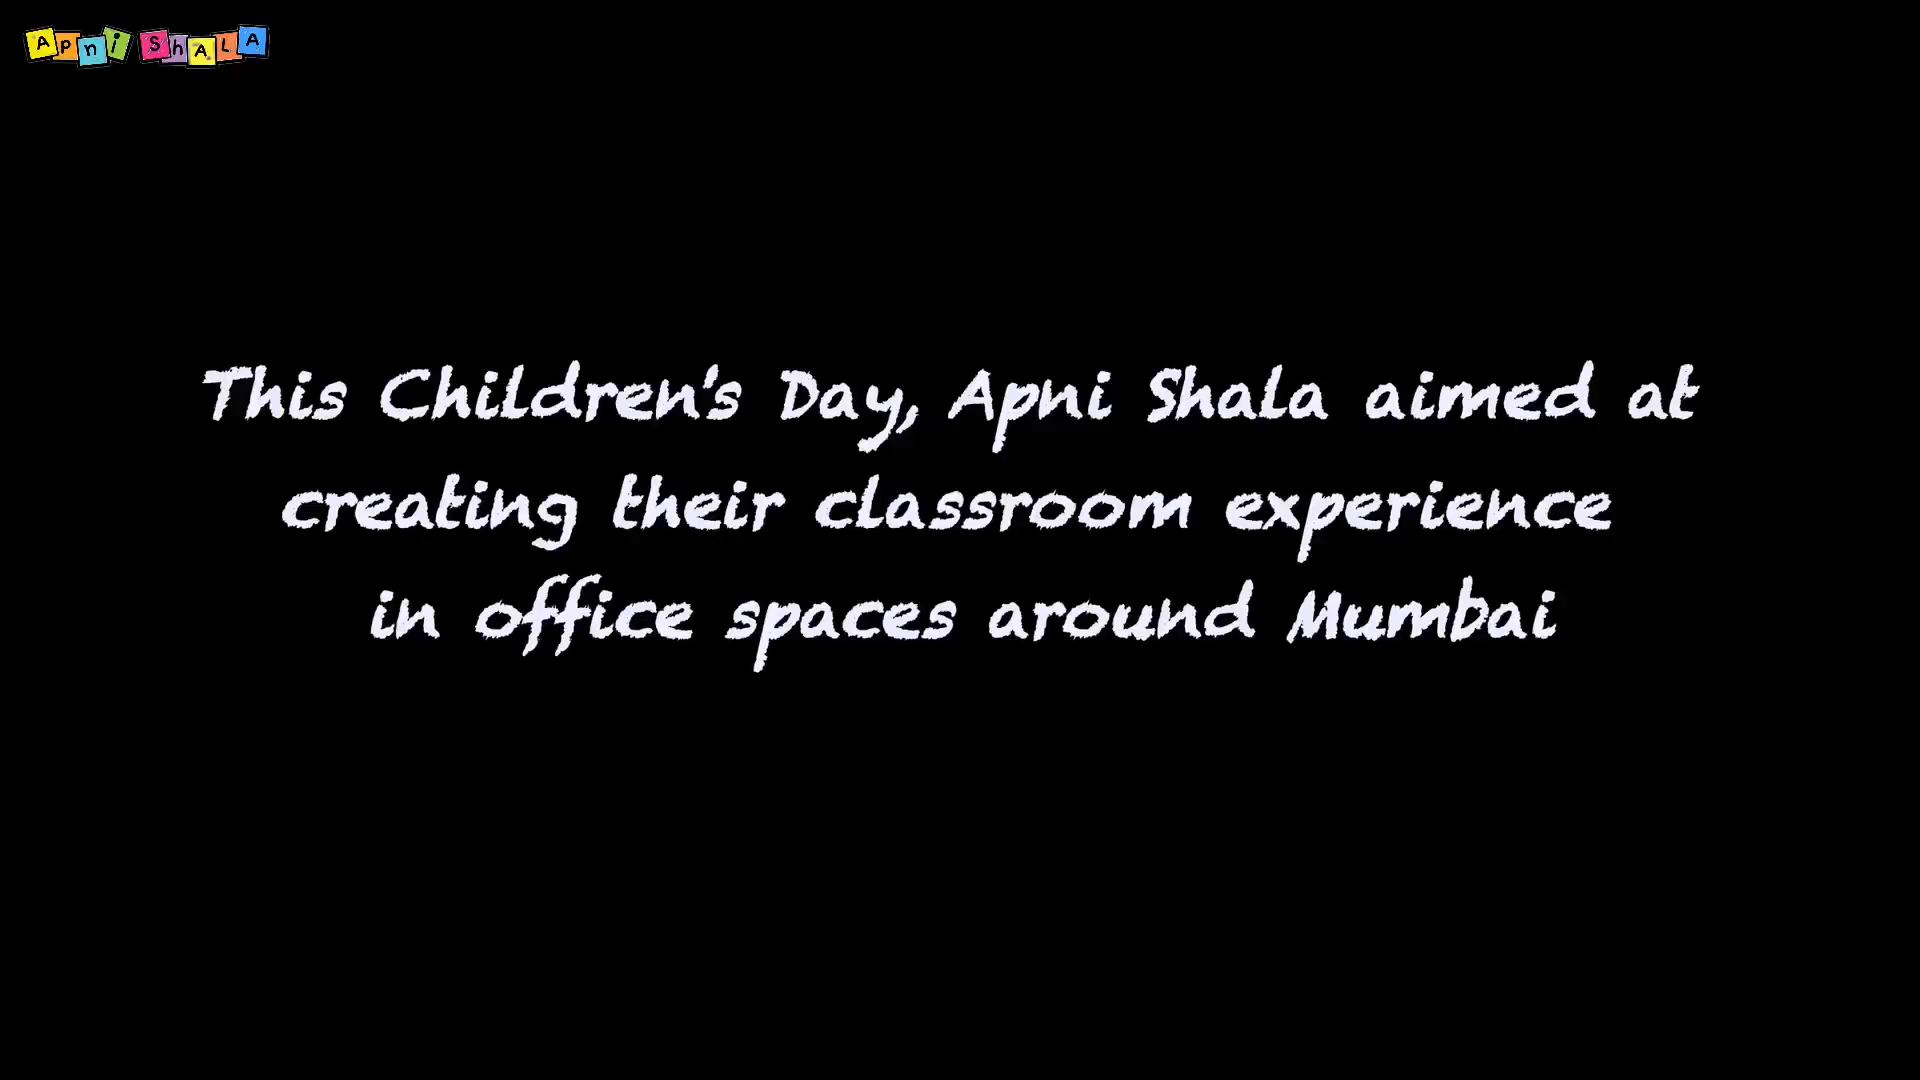 Apni ShALA
This Children's Day, Apni Shala aimed at
creating their classroom experience
in office spaces around Mumbai